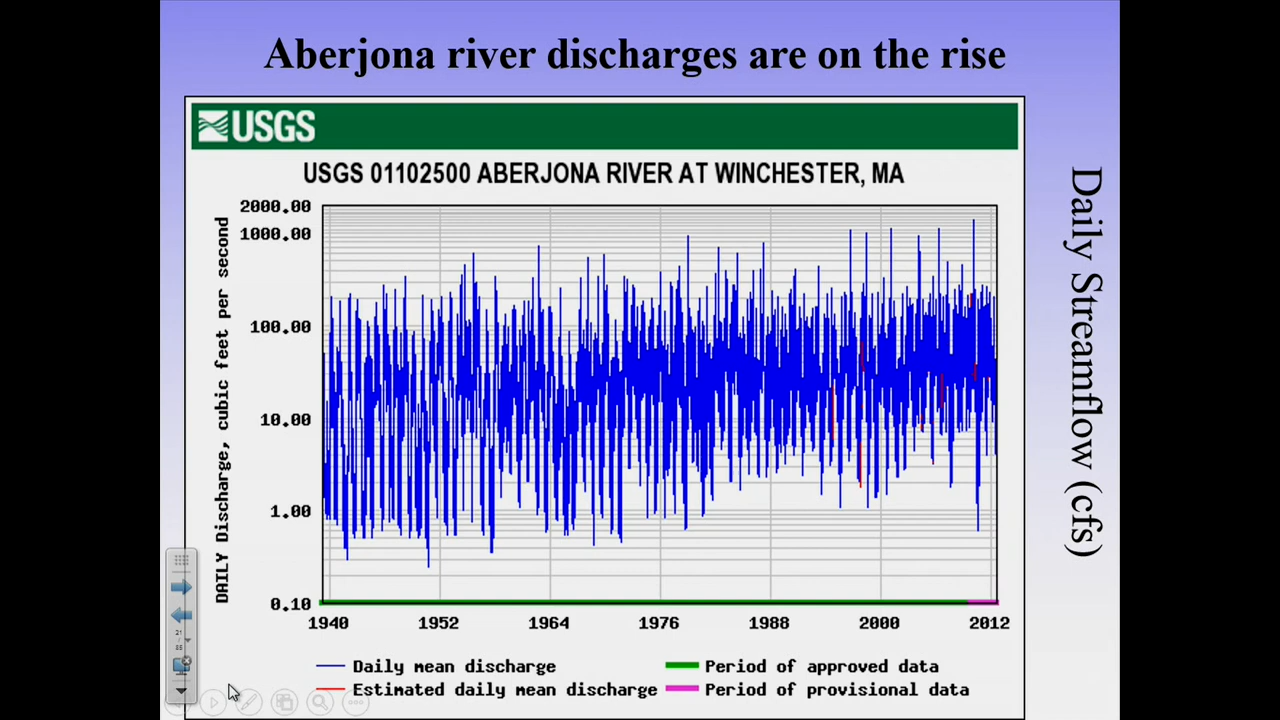 Aberjona river discharges are on the rise
USGS
USGS 01102500 ABERJONA RIVER AT WINCHESTER, MA
DAILY Discharge, cubic feet per second
2000.00
1000.00
100.00
10.00
1.00
0.10
1940 1952 1964 1976 1988 2000 2012
Daily mean discharge
Estimated daily mean discharge
Period of approved data
Period of provisional data
Daily Streamflow (cfs)
21
/